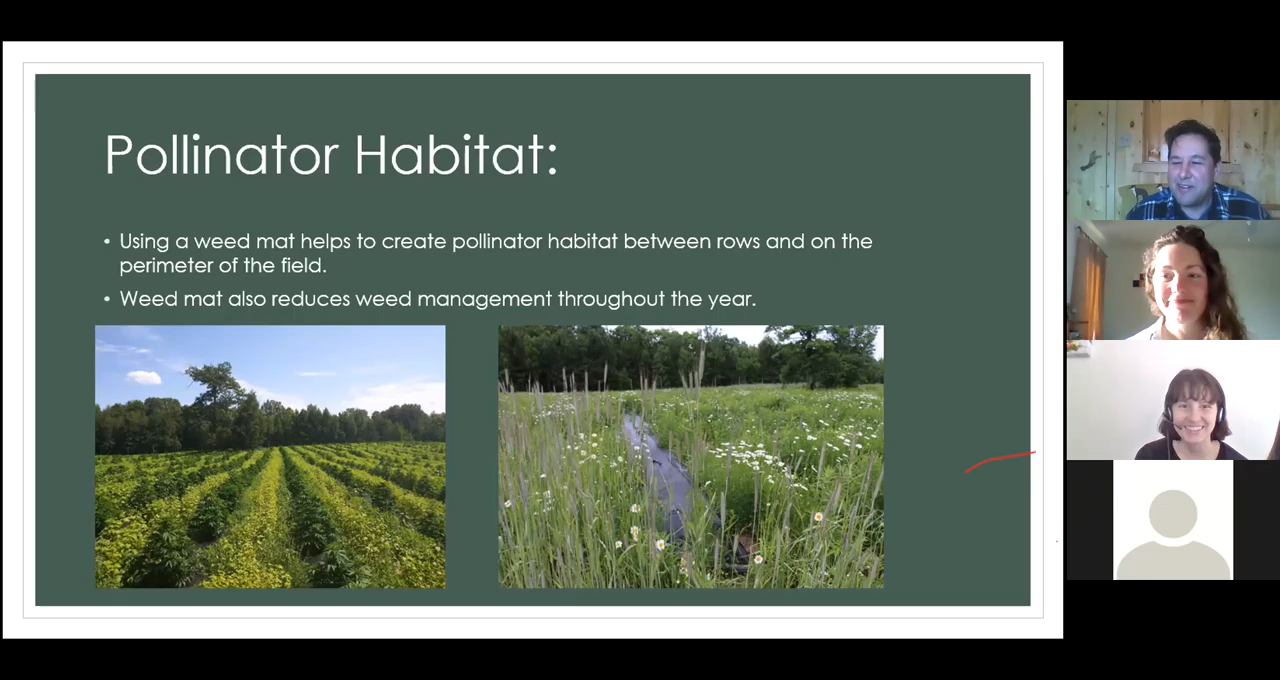 Pollinator Habitat:
• Using a weed mat helps to create pollinator habitat between rows and on the
perimeter of the field.
• Weed mat also reduces weed management throughout the year.